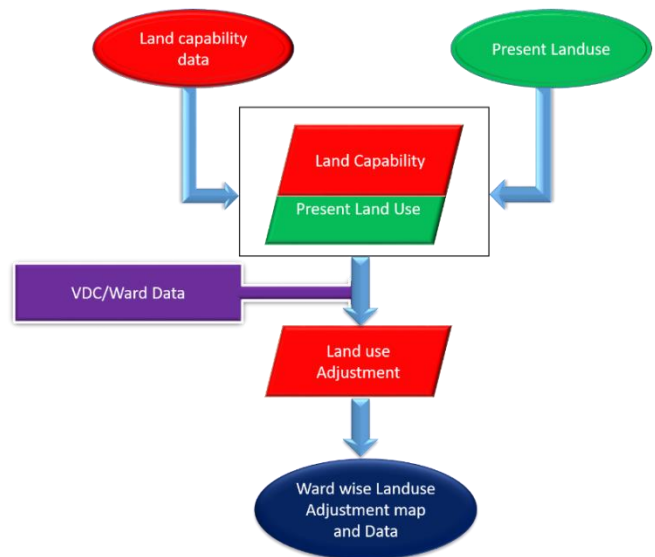 Land capability
data
Present Landuse
Land Capability
Present Land Use
VDC/Ward Data
Land use
Adjustment
Ward wise Landuse
Adjustment map
and Data